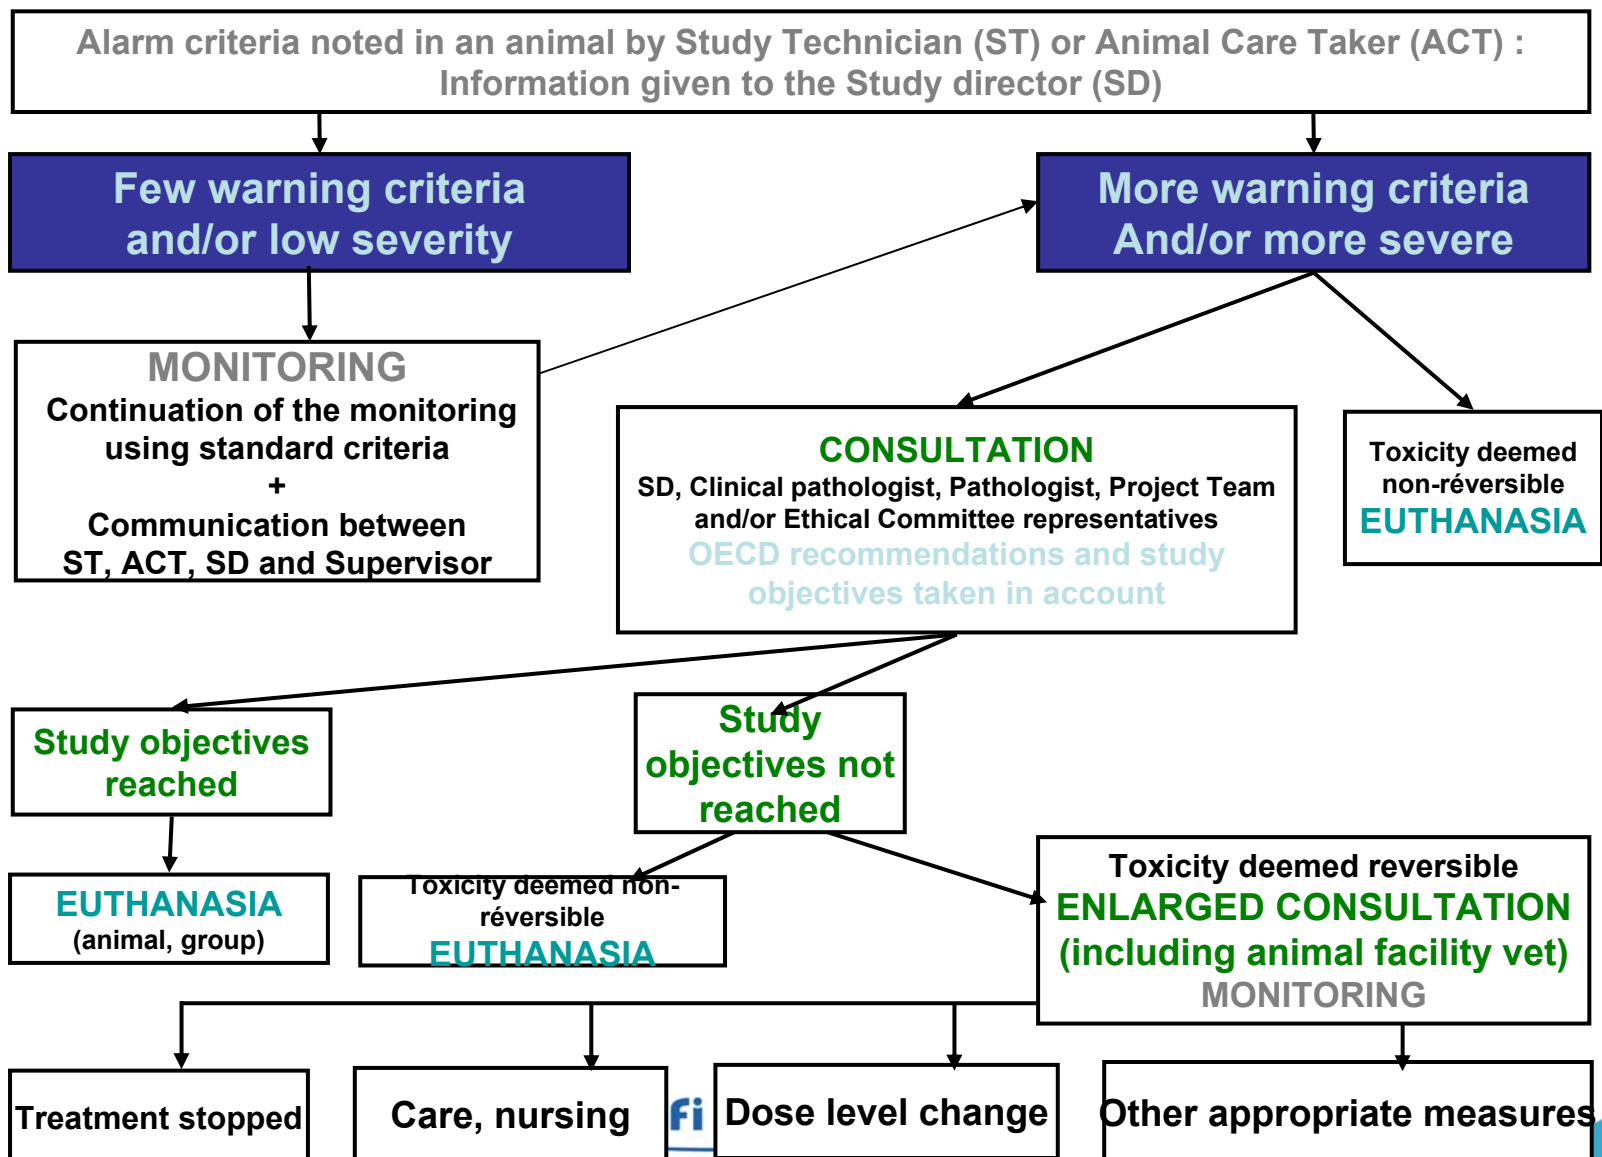 Alarm criteria noted in an animal by Study Technician (ST) or Animal Care Taker (ACT) :
Information given to the Study director (SD)
Few warning criteria
and/or low severity
More warning criteria
And/or more severe
MONITORING
Continuation of the monitoring
using standard criteria
+
Communication between
ST, ACT, SD and Supervisor
CONSULTATION
SD, Clinical pathologist, Pathologist, Project Team
and/or Ethical Committee representatives
OECD recommendations and study
objectives taken in account
Toxicity deemed
non-réversible
EUTHANASIA
Study objectives
reached
Study
objectives not
reached
EUTHANASIA
(animal, group)
Toxicity deemed non-
réversible
EUTHANASIA
Toxicity deemed reversible
ENLARGED CONSULTATION
(including animal facility vet)
MONITORING
Treatment stopped
Care, nursing
Dose level change
Other appropriate measures